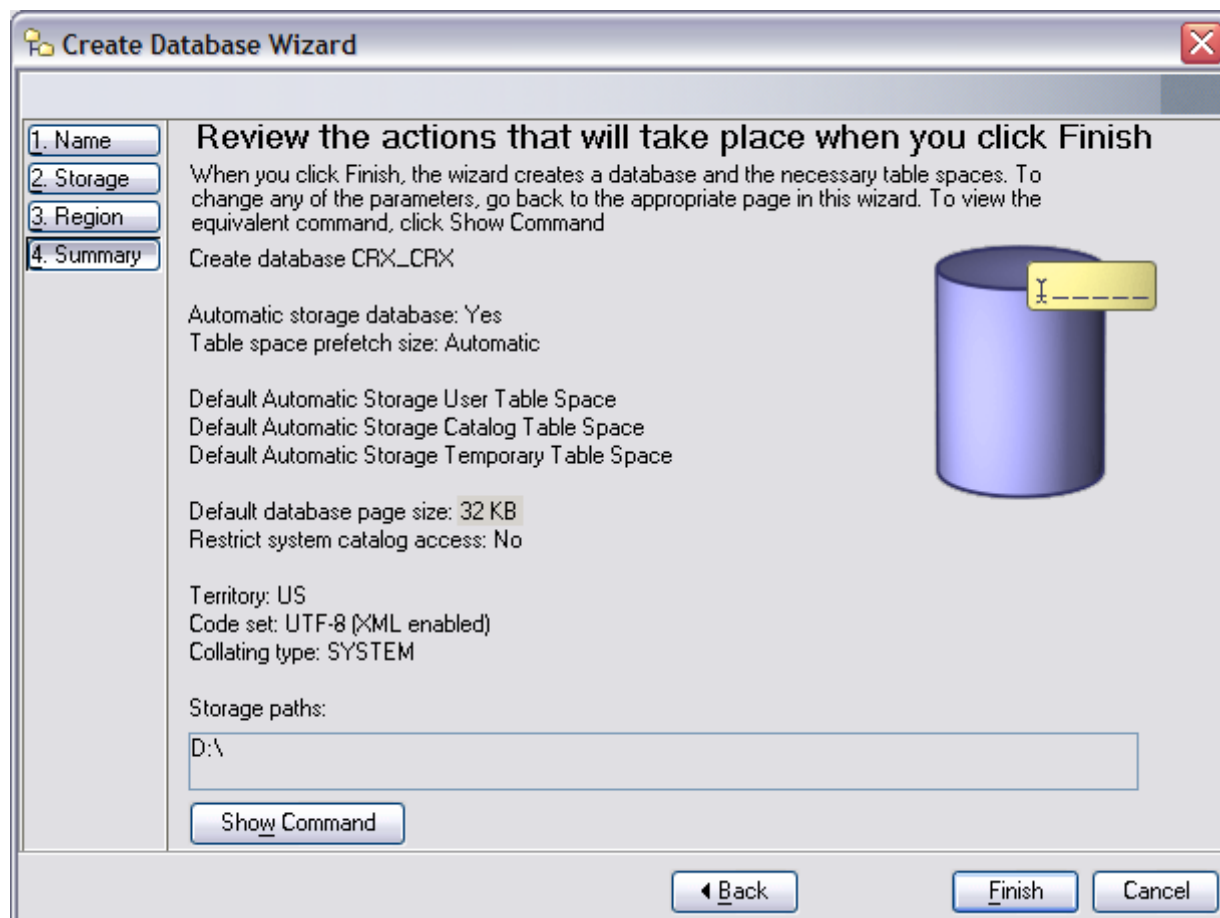 Create Database Wizard
1. Name
2. Storage
3. Region
4. Summary
Review the actions that will take place when you click Finish
When you click Finish, the wizard creates a database and the necessary table spaces. To
change any of the parameters, go back to the appropriate page in this wizard. To view the
equivalent command, click Show Command
Create database CRX_CRX
Automatic storage database: Yes
Table space prefetch size: Automatic
Default Automatic Storage User Table Space
Default Automatic Storage Catalog Table Space
Default Automatic Storage Temporary Table Space
Default database page size: 32 KB
Restrict system catalog access: No
Territory: US
Code set: UTF-8 (XML enabled)
Collating type: SYSTEM
Storage paths:
D:\
Show Command
Back
Finish
Cancel